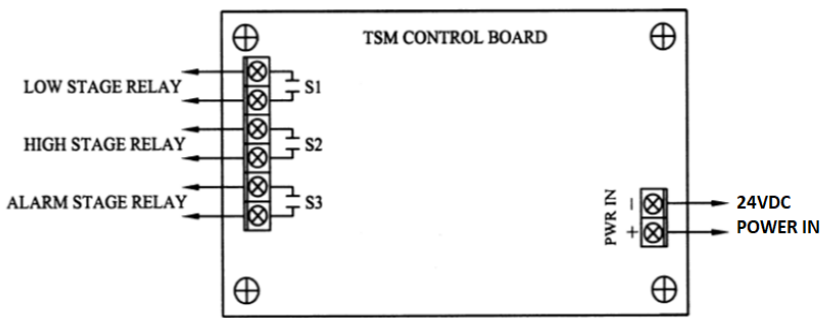 TSM CONTROL BOARD
LOW STAGE RELAY
S1
HIGH STAGE RELAY
S2
ALARM STAGE RELAY
S3
PWR IN
−
+
24VDC
POWER IN